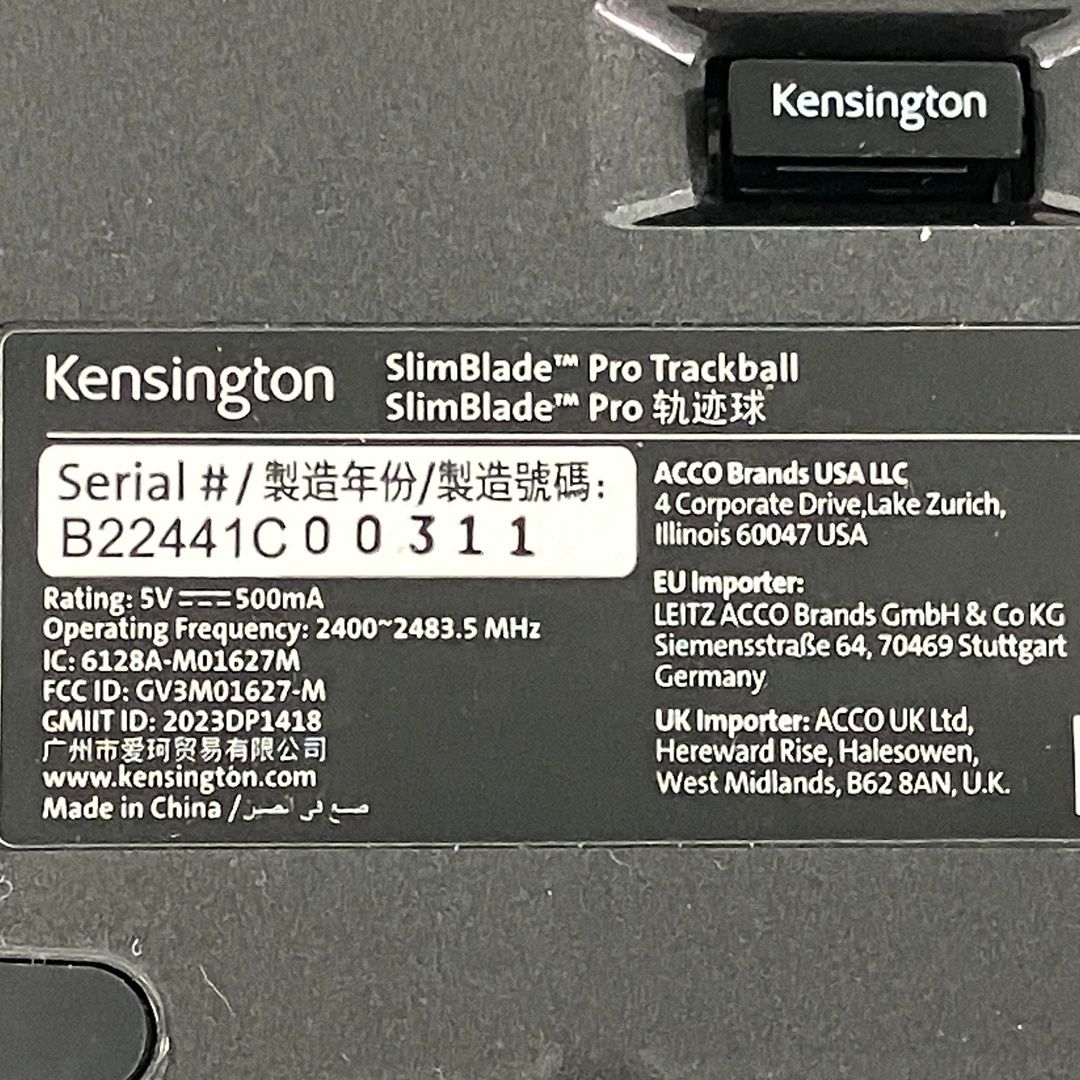 Kensington
Kensington
SlimBlade™ Pro Trackball
SlimBlade™ Pro 轨迹球
Serial #/製造年份/製造號碼:
B22441C00311
Rating: 5V⎓500mA
Operating Frequency: 2400~2483.5 MHz
IC: 6128A-M01627M
FCC ID: GV3M01627-M
GMIIT ID: 2023DP1418
广州市爱珂贸易有限公司
www.kensington.com
Made in China /
ACCO Brands USA LLC
4 Corporate Drive,Lake Zurich,
Illinois 60047 USA
EU Importer:
LEITZ ACCO Brands GmbH & Co KG
Siemensstraße 64, 70469 Stuttgart
Germany
UK Importer: ACCO UK Ltd,
Hereward Rise, Halesowen,
West Midlands, B62 8AN, U.K.